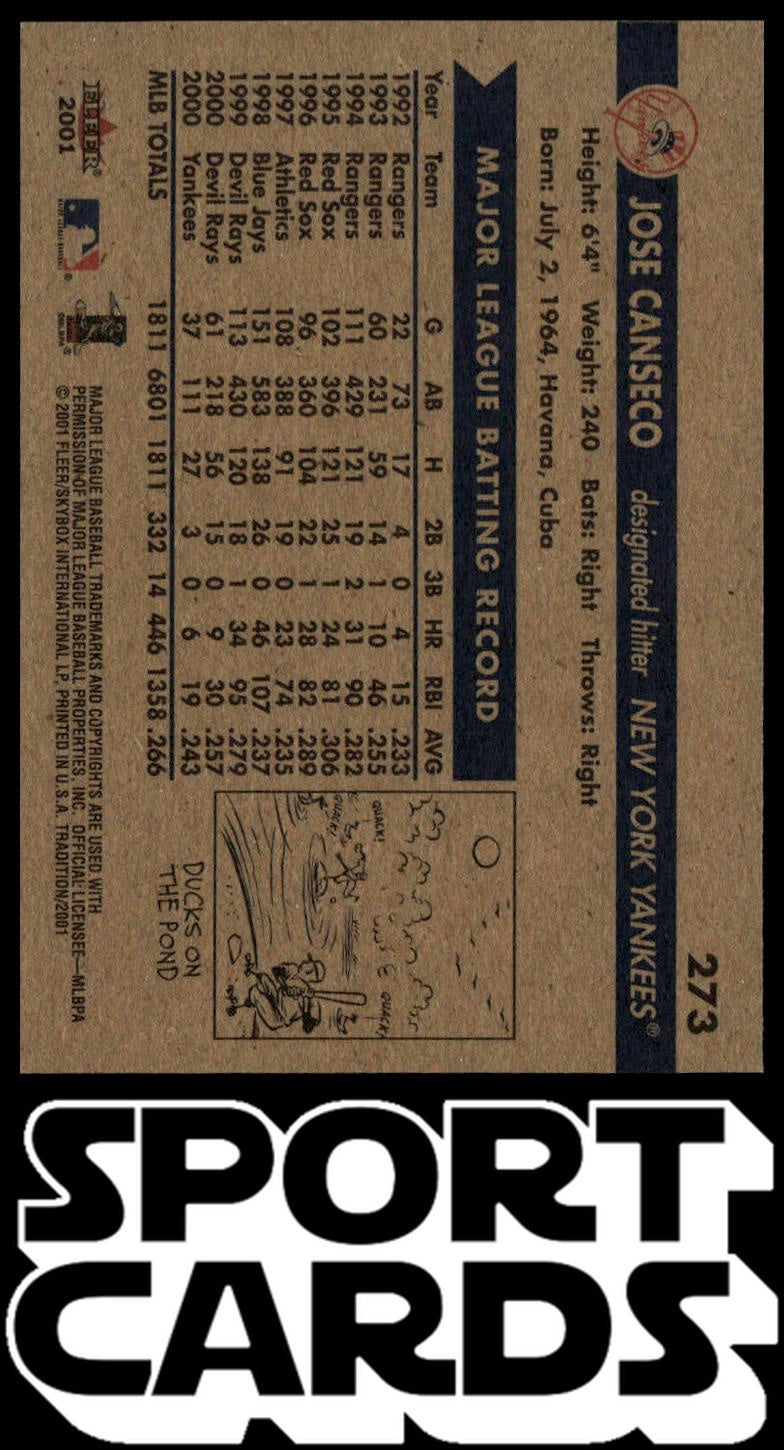 273
JOSE CANSECO designated hitter NEW YORK YANKEES®
Height: 6'4" Weight: 240 Bats: Right Throws: Right
Born: July 2, 1964, Havana, Cuba
MAJOR LEAGUE BATTING RECORD
Year Team G AB H 2B 3B HR RBI AVG
1992 Rangers 22 73 17 4 0 4 15 .233
1993 Rangers 60 231 59 14 1 10 46 .255
1994 Rangers 111 429 121 19 2 31 90 .282
1995 Red Sox 102 396 121 25 1 24 81 .306
1996 Red Sox 96 360 104 22 1 28 82 .289
1997 Athletics 108 388 91 19 0 23 74 .235
1998 Blue Jays 151 583 138 26 0 46 107 .237
1999 Devil Rays 113 430 120 18 1 34 95 .279
2000 Devil Rays 61 218 56 15 0 9 30 .257
2000 Yankees 37 111 27 3 0 6 19 .243
MLB TOTALS 1811 6801 1811 332 14 446 1358 .266
QUACK!
QUACK!
QUACK!
DUCKS ON
THE POND
FLEER®
2001
MAJOR LEAGUE BASEBALL TRADEMARKS AND COPYRIGHTS ARE USED WITH
PERMISSION OF MAJOR LEAGUE BASEBALL PROPERTIES, INC. OFFICIAL LICENSEE—MLBPA
© 2001 FLEER/SKYBOX INTERNATIONAL LP, PRINTED IN U.S.A. TRADITION/2001
SPORT
CARDS